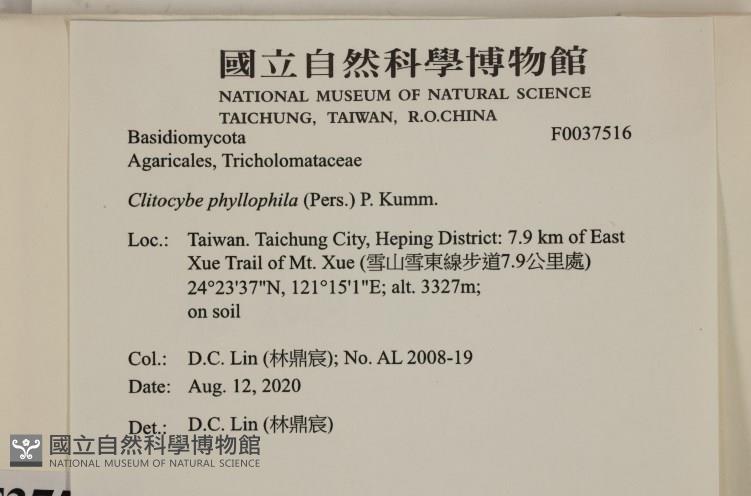 國立自然科學博物館
NATIONAL MUSEUM OF NATURAL SCIENCE
TAICHUNG, TAIWAN, R.O.CHINA
Basidiomycota F0037516
Agaricales, Tricholomataceae
Clitocybe phyllophila (Pers.) P. Kumm.
Loc.: Taiwan. Taichung City, Heping District: 7.9 km of East
Xue Trail of Mt. Xue (雪山雪東線步道7.9公里處)
24°23'37"N, 121°15'1"E; alt. 3327m;
on soil
Col.: D.C. Lin (林鼎宸); No. AL 2008-19
Date: Aug. 12, 2020
Det.: D.C. Lin (林鼎宸)
國立自然科學博物館
NATIONAL MUSEUM OF NATURAL SCIENCE